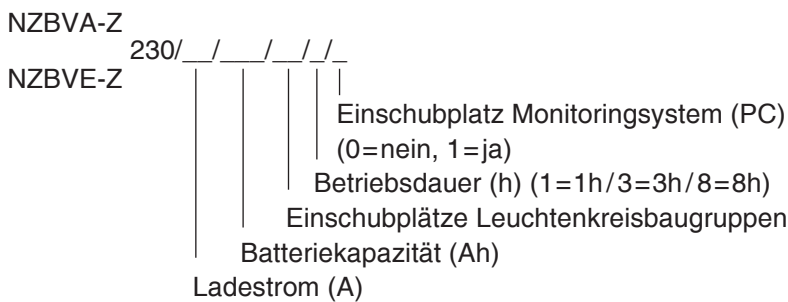 NZBVA-Z
230/__/___/__/_/_
NZBVE-Z
Einschubplatz Monitoringsystem (PC)
(0=nein, 1=ja)
Betriebsdauer (h) (1=1h/3=3h/8=8h)
Einschubplätze Leuchtenkreisbaugruppen
Batteriekapazität (Ah)
Ladestrom (A)